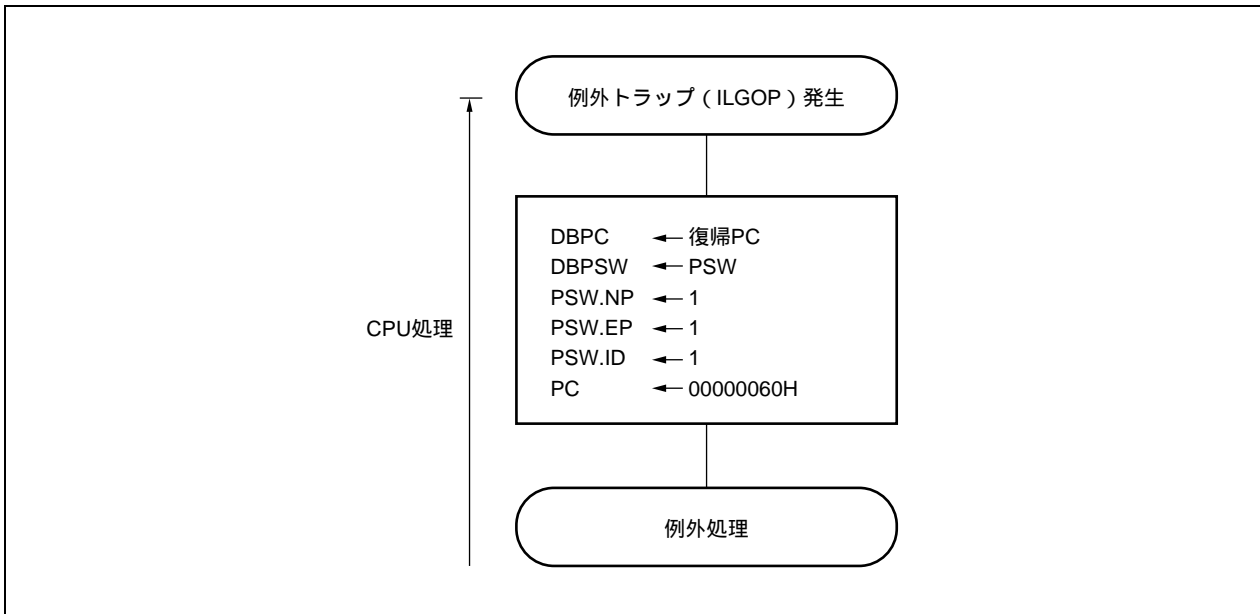 例外トラップ（ILGOP）発生
DBPC ← 復帰PC
DBPSW ← PSW
PSW.NP ← 1
PSW.EP ← 1
PSW.ID ← 1
PC ← 00000060H
CPU処理
例外処理